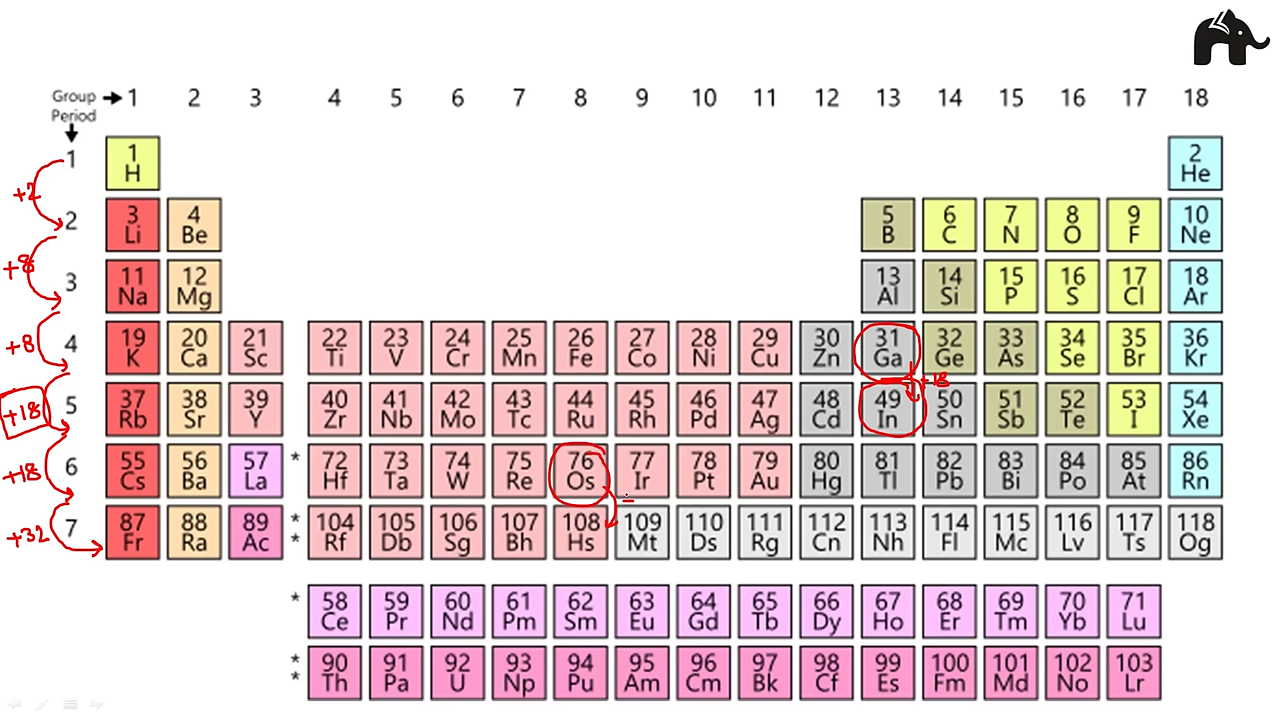 Group → 1 2 3 4 5 6 7 8 9 10 11 12 13 14 15 16 17 18
Period
1 1 2
H He
+2
2 3 4 5 6 7 8 9 10
Li Be B C N O F Ne
+8
3 11 12 13 14 15 16 17 18
Na Mg Al Si P S Cl Ar
+8
4 19 20 21 22 23 24 25 26 27 28 29 30 31 32 33 34 35 36
K Ca Sc Ti V Cr Mn Fe Co Ni Cu Zn Ga Ge As Se Br Kr
+18 +18
5 37 38 39 40 41 42 43 44 45 46 47 48 49 50 51 52 53 54
Rb Sr Y Zr Nb Mo Tc Ru Rh Pd Ag Cd In Sn Sb Te I Xe
+18
6 55 56 57 * 72 73 74 75 76 77 78 79 80 81 82 83 84 85 86
Cs Ba La Hf Ta W Re Os Ir Pt Au Hg Tl Pb Bi Po At Rn
+32
7 87 88 89 * 104 105 106 107 108 109 110 111 112 113 114 115 116 117 118
Fr Ra Ac * Rf Db Sg Bh Hs Mt Ds Rg Cn Nh Fl Mc Lv Ts Og
* 58 59 60 61 62 63 64 65 66 67 68 69 70 71
Ce Pr Nd Pm Sm Eu Gd Tb Dy Ho Er Tm Yb Lu
* 90 91 92 93 94 95 96 97 98 99 100 101 102 103
* Th Pa U Np Pu Am Cm Bk Cf Es Fm Md No Lr